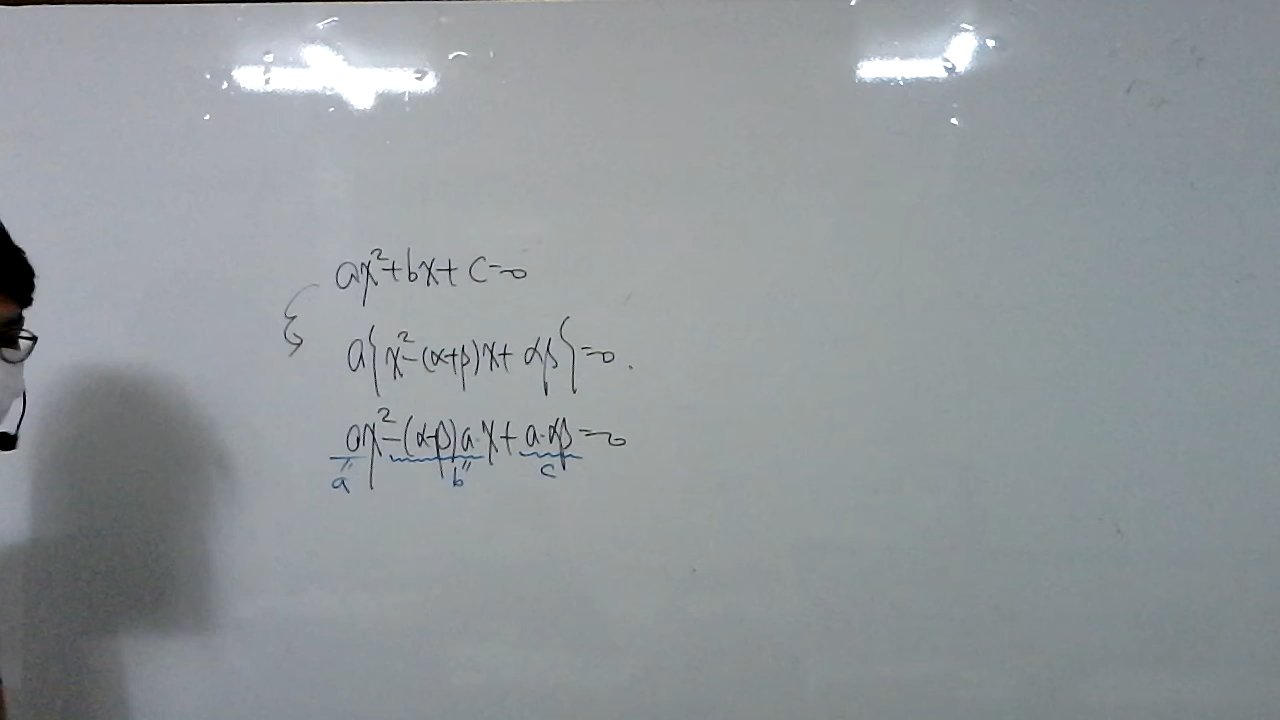 ax²+bx+c=0
a{x²-(α+β)x+αβ}=0.
ax²-(α+β)a·x+a·αβ=0
a" b" c